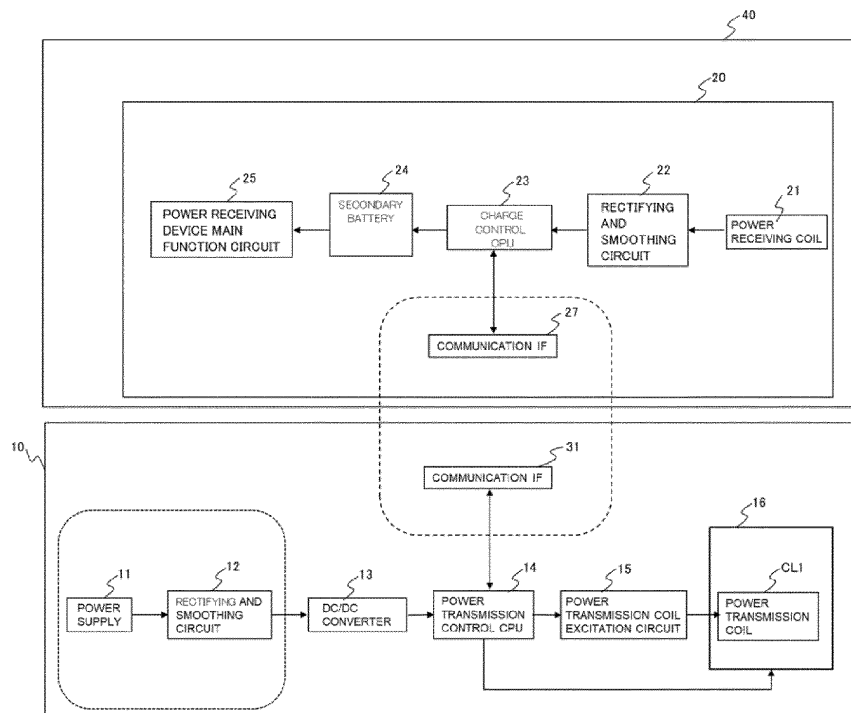 40
20
25
24
23
22
21
POWER RECEIVING
DEVICE MAIN
FUNCTION CIRCUIT
SECONDARY
BATTERY
CHARGE
CONTROL
CPU
RECTIFYING
AND
SMOOTHING
CIRCUIT
POWER
RECEIVING COIL
27
COMMUNICATION IF
10
31
COMMUNICATION IF
16
11
12
13
14
15
CL1
POWER
SUPPLY
RECTIFYING AND
SMOOTHING
CIRCUIT
DC/DC
CONVERTER
POWER
TRANSMISSION
CONTROL CPU
POWER
TRANSMISSION COIL
EXCITATION CIRCUIT
POWER
TRANSMISSION
COIL